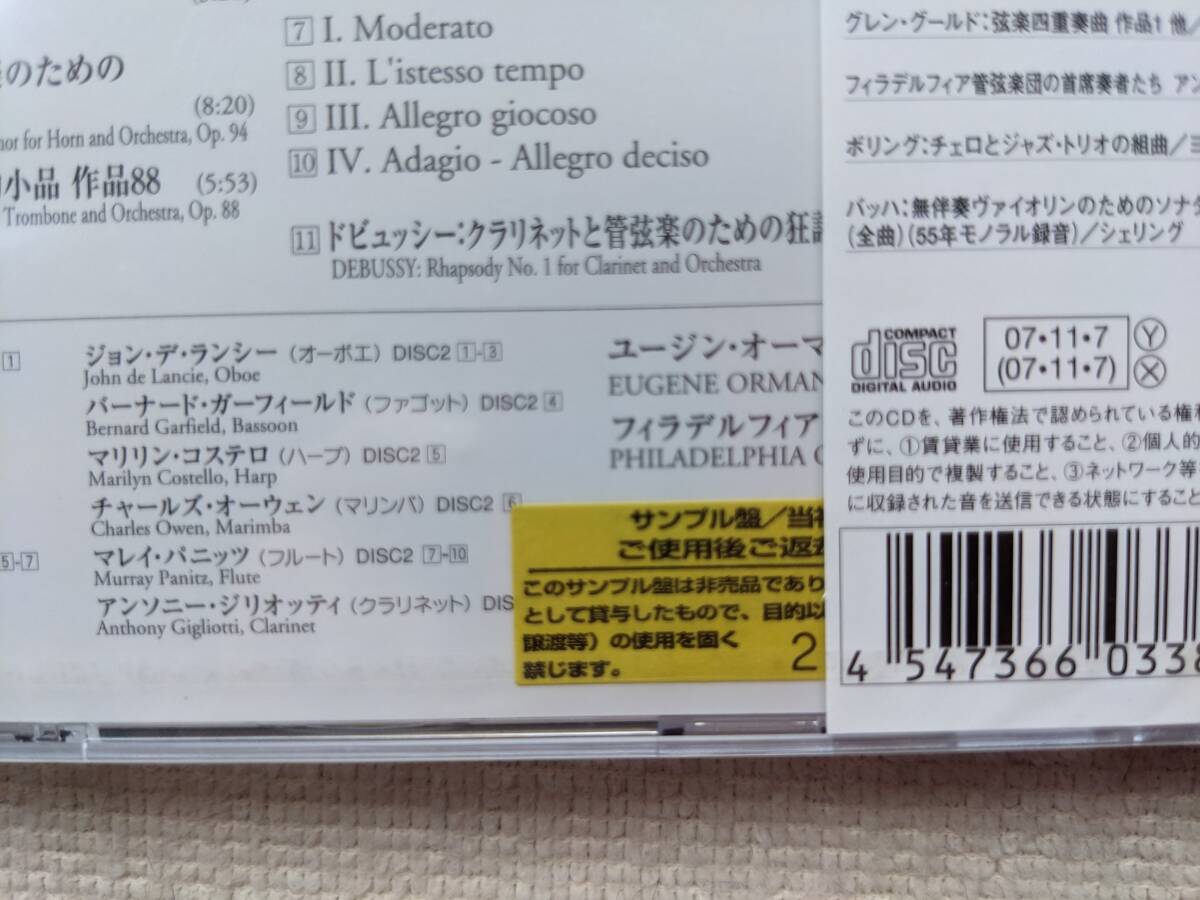 7 I. Moderato
8 II. L'istesso tempo
9 III. Allegro giocoso
10 IV. Adagio - Allegro deciso
11 ドビュッシー:クラリネットと管弦楽のための狂
DEBUSSY: Rhapsody No. 1 for Clarinet and Orchestra
のための
(8:20)
for Horn and Orchestra, Op. 94
小品 作品88 (5:53)
Trombone and Orchestra, Op. 88
1
ジョン・デ・ランシー (オーボエ) DISC2 1-3
John de Lancie, Oboe
バーナード・ガーフィールド (ファゴット) DISC2 4
Bernard Garfield, Bassoon
マリリン・コステロ (ハープ) DISC2 5
Marilyn Costello, Harp
チャールズ・オーウェン (マリンバ) DISC2 6
Charles Owen, Marimba
5-7
マレイ・パニッツ (フルート) DISC2 7-10
Murray Panitz, Flute
アンソニー・ジリオッティ (クラリネット) DIS
Anthony Gigliotti, Clarinet
ユージン・オーマ
EUGENE ORMAN
フィラデルフィア
PHILADELPHIA
サンプル盤/当
ご使用後ご返
このサンプル盤は非売品であり
として貸与したもので、目的以
譲渡等) の使用を固く
禁じます。
2
グレン・グールド:弦楽四重奏曲 作品1 他/
フィラデルフィア管弦楽団の首席奏者たち アン
ボリング:チェロとジャズ・トリオの組曲/ヨ
バッハ:無伴奏ヴァイオリンのためのソナタ
(全曲)(55年モノラル録音)/シェリング
COMPACT
disc
DIGITAL AUDIO
07・11・7
(07・11・7)
Y
X
このCDを、著作権法で認められている権利
ずに、①賃貸業に使用すること、②個人的
使用目的で複製すること、③ネットワーク等
に収録された音を送信できる状態にすること
4 547366 0338